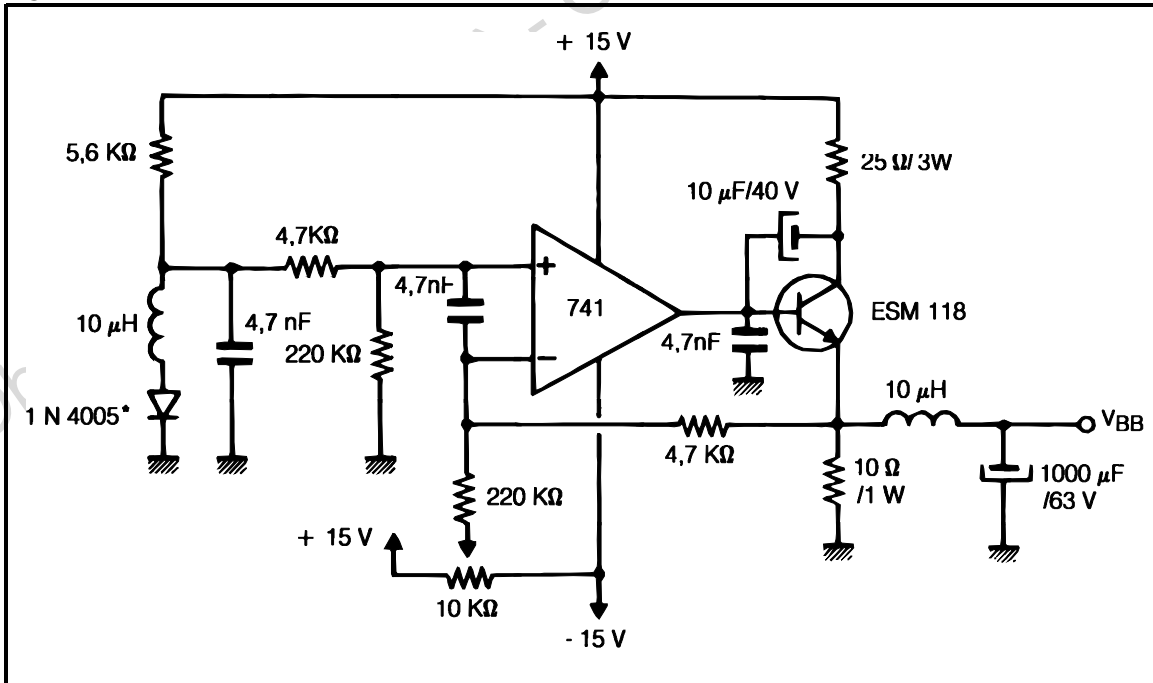 + 15 V
5,6 KΩ
25 Ω/ 3W
10 μF/40 V
4,7KΩ
4,7nF
+
741
ESM 118
10 μH
4,7 nF
220 KΩ
−
4,7nF
10 μH
1 N 4005*
VBB
4,7 KΩ
10 Ω
/1 W
1000 μF
/63 V
220 KΩ
+ 15 V
10 KΩ
- 15 V